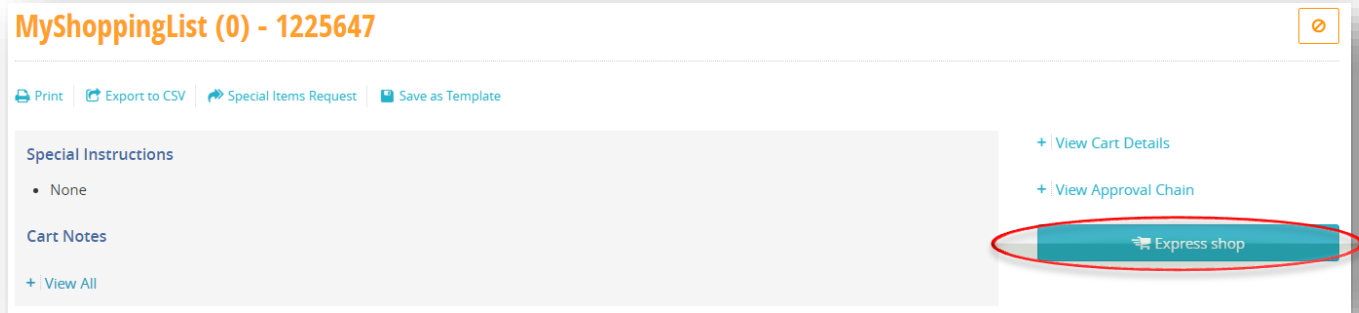 MyShoppingList (0) - 1225647
Print Export to CSV Special Items Request Save as Template
Special Instructions
• None
Cart Notes
+ View All
+ View Cart Details
+ View Approval Chain
Express shop